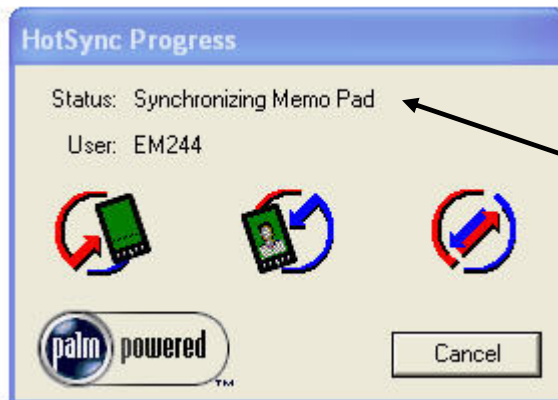 HotSync Progress
Status: Synchronizing Memo Pad
User: EM244
palm powered ™
Cancel